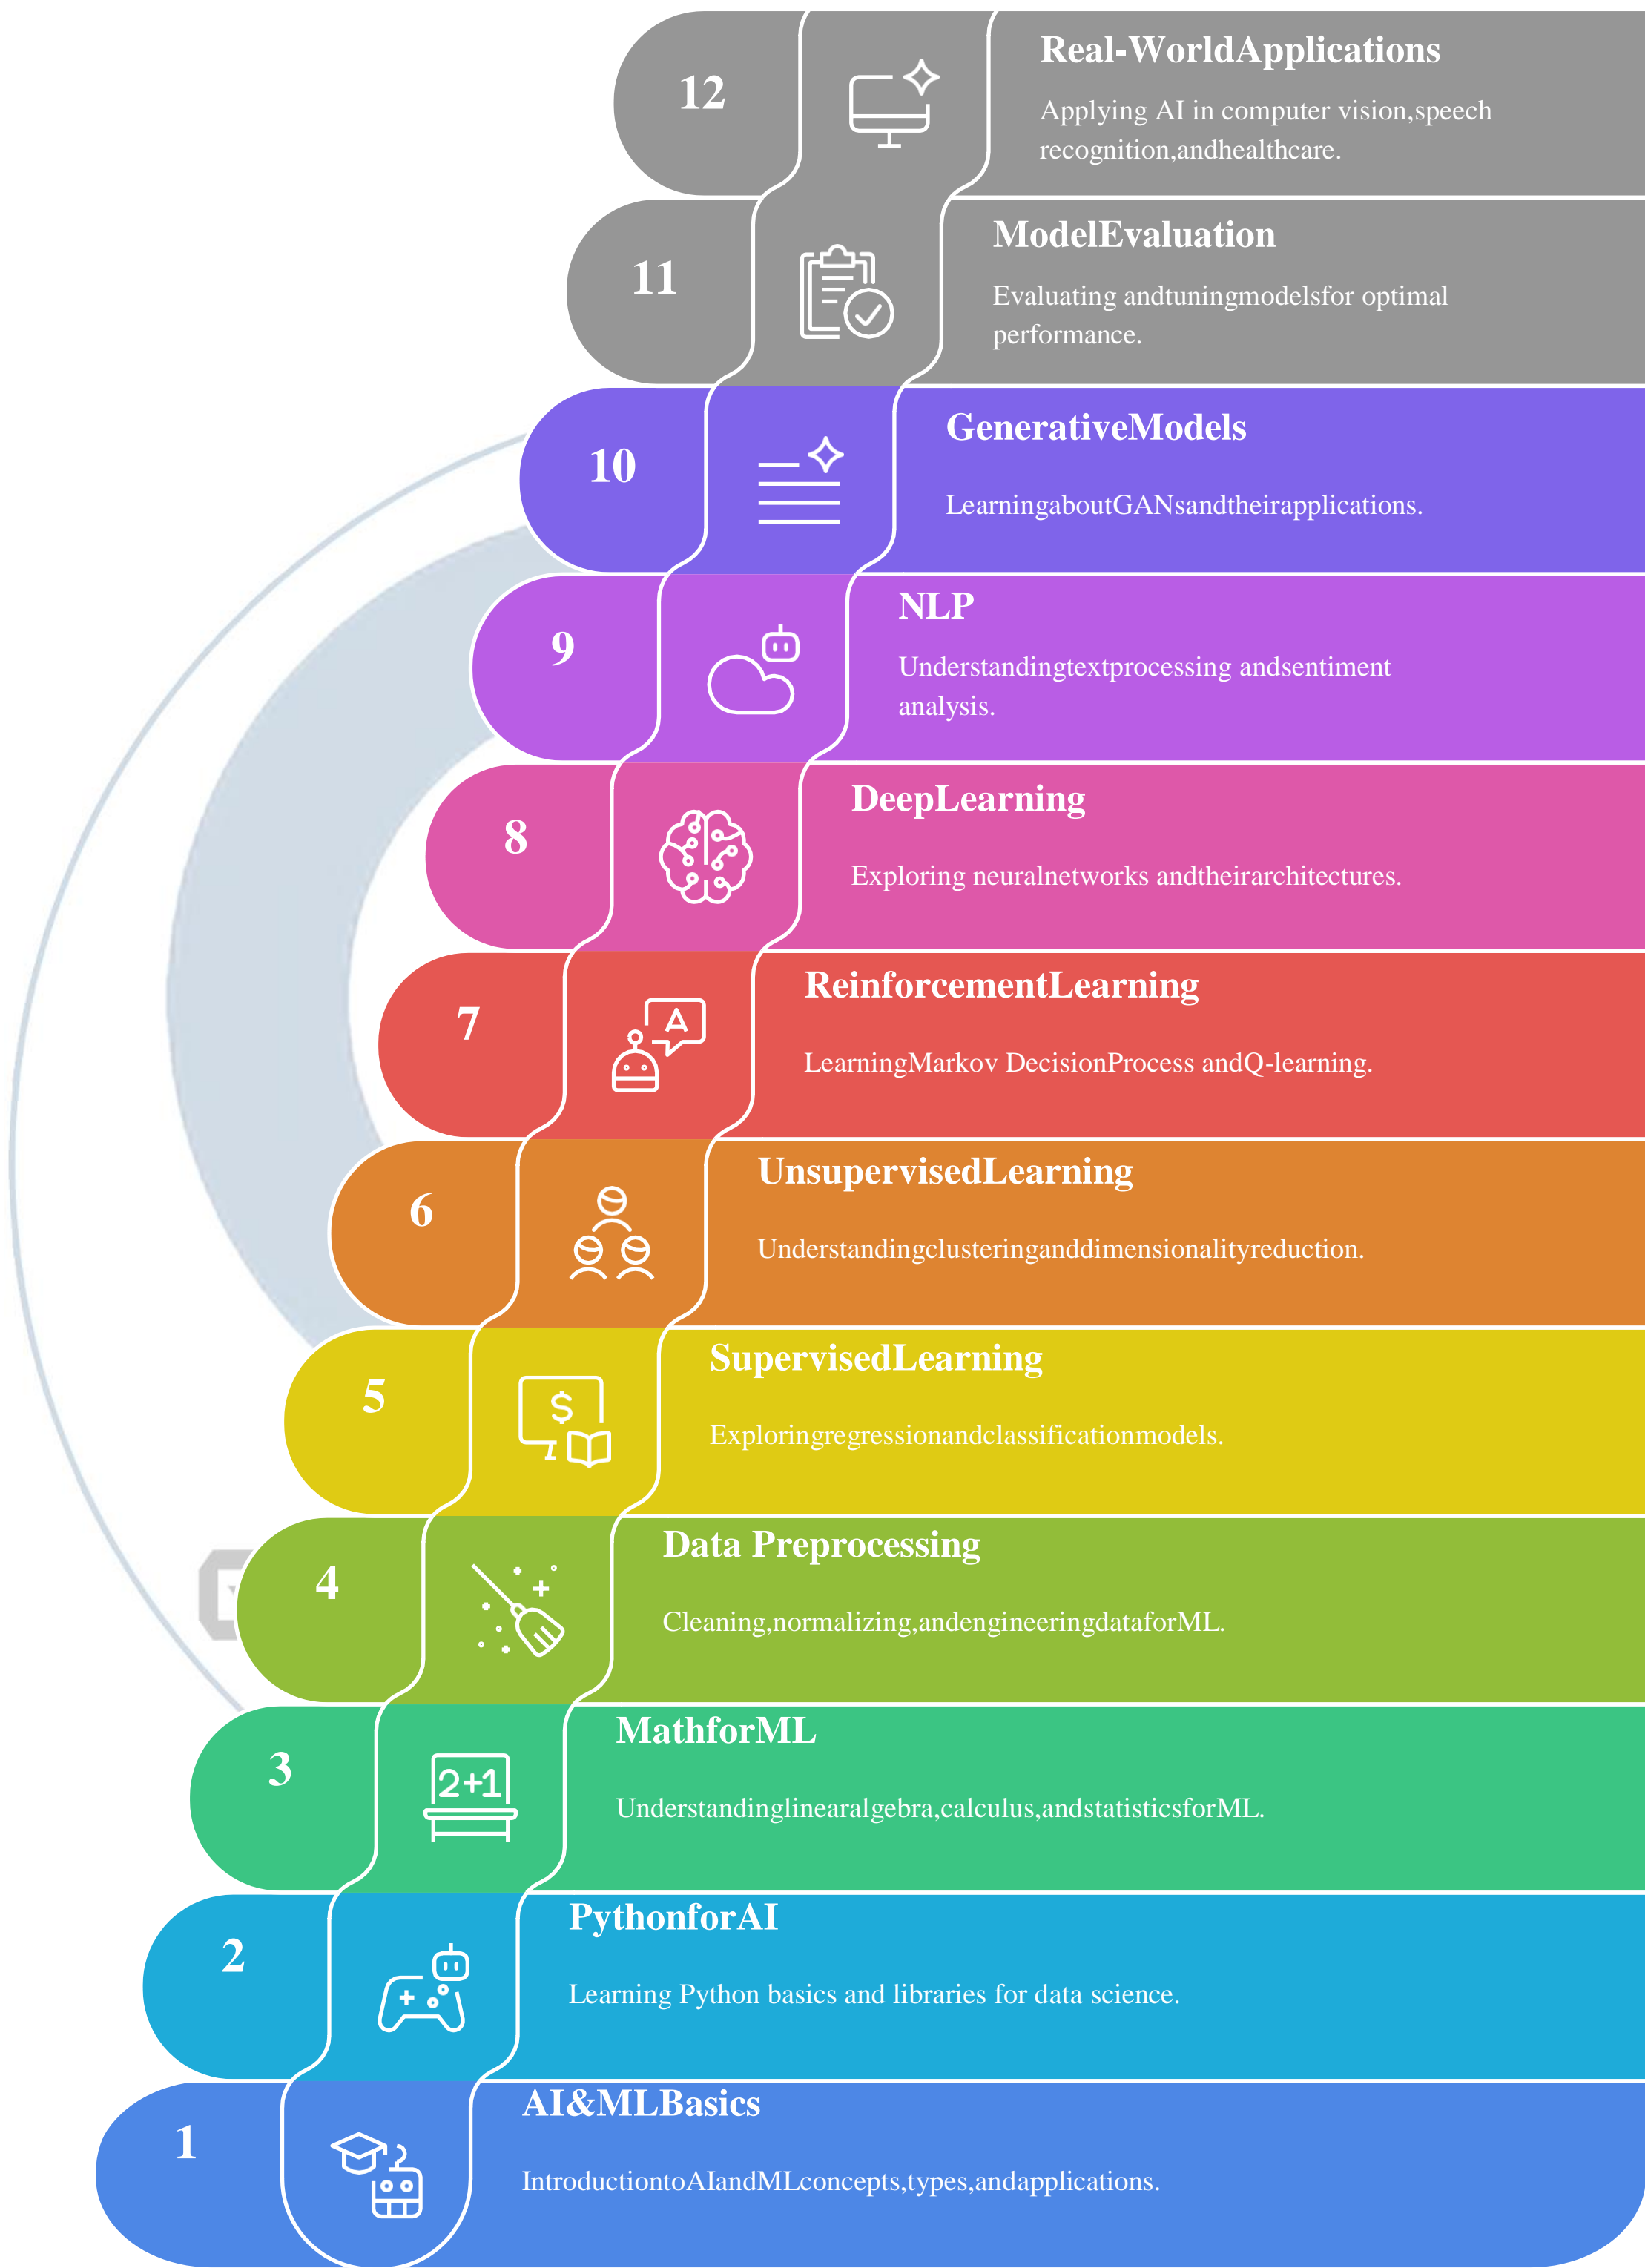 12
Real-WorldApplications
Applying AI in computer vision,speech
recognition,andhealthcare.
11
ModelEvaluation
Evaluating andtuningmodelsfor optimal
performance.
10
GenerativeModels
LearningaboutGANsandtheirapplications.
9
NLP
Understandingtextprocessing andsentiment
analysis.
8
DeepLearning
Exploring neuralnetworks andtheirarchitectures.
7
ReinforcementLearning
LearningMarkov DecisionProcess andQ-learning.
A
6
UnsupervisedLearning
Understandingclusteringanddimensionalityreduction.
5
SupervisedLearning
$
Exploringregressionandclassificationmodels.
4
Data Preprocessing
Cleaning,normalizing,andengineeringdataforML.
3
MathforML
2+1
Understandinglinearalgebra,calculus,andstatisticsforML.
2
PythonforAI
Learning Python basics and libraries for data science.
1
AI&MLBasics
IntroductiontoAIandMLconcepts,types,andapplications.